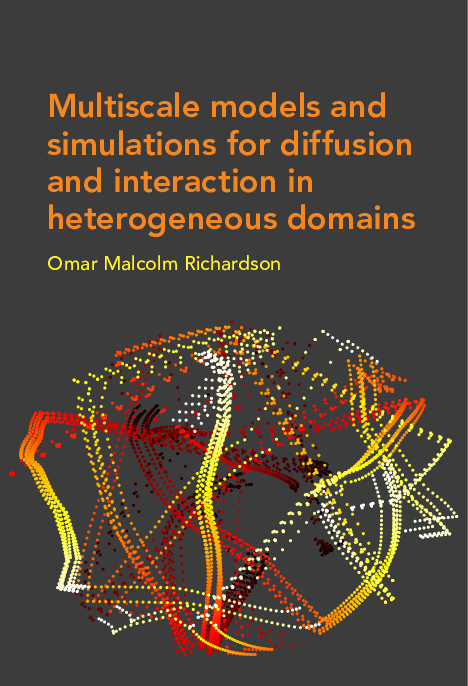 Multiscale models and
simulations for diffusion
and interaction in
heterogeneous domains
Omar Malcolm Richardson